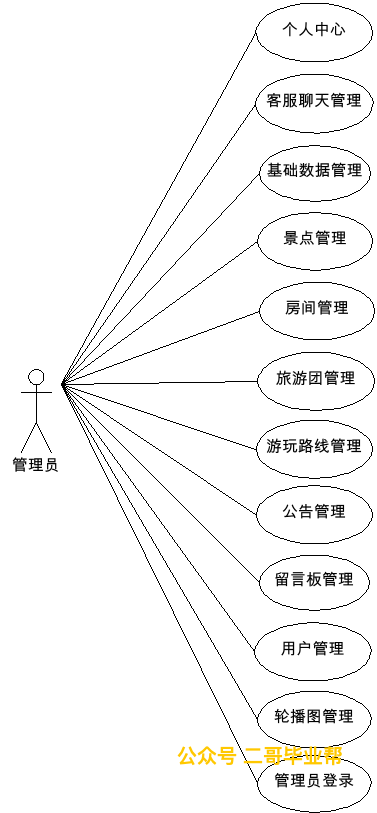 个人中心
客服聊天管理
基础数据管理
景点管理
房间管理
旅游团管理
游玩路线管理
管理员
公告管理
留言板管理
用户管理
轮播图管理
公众号 二哥毕业帮
管理员登录